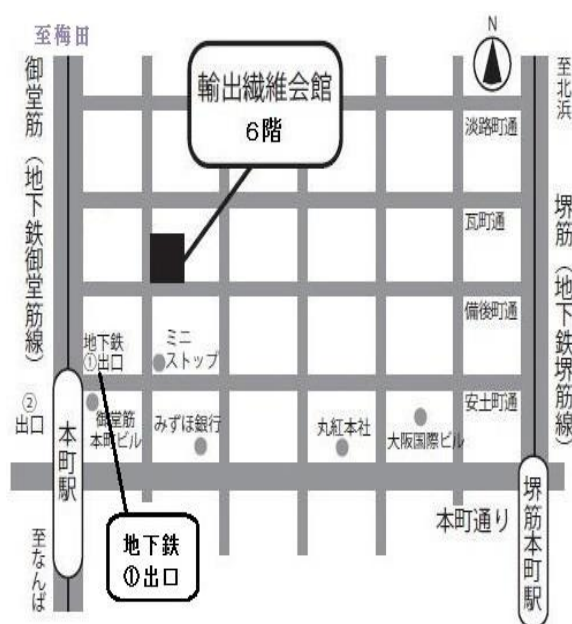 至梅田
N
御堂筋（地下鉄御堂筋線）
輸出繊維会館
6階
至北浜
淡路町通
瓦町通
堺筋（地下鉄堺筋線）
備後町通
地下鉄
①出口
ミニ
ストップ
②
出口
御堂筋
本町ビル
みずほ銀行
丸紅本社
大阪国際ビル
安土町通
本町駅
本町通り
堺筋本町駅
地下鉄
①出口
至なんば